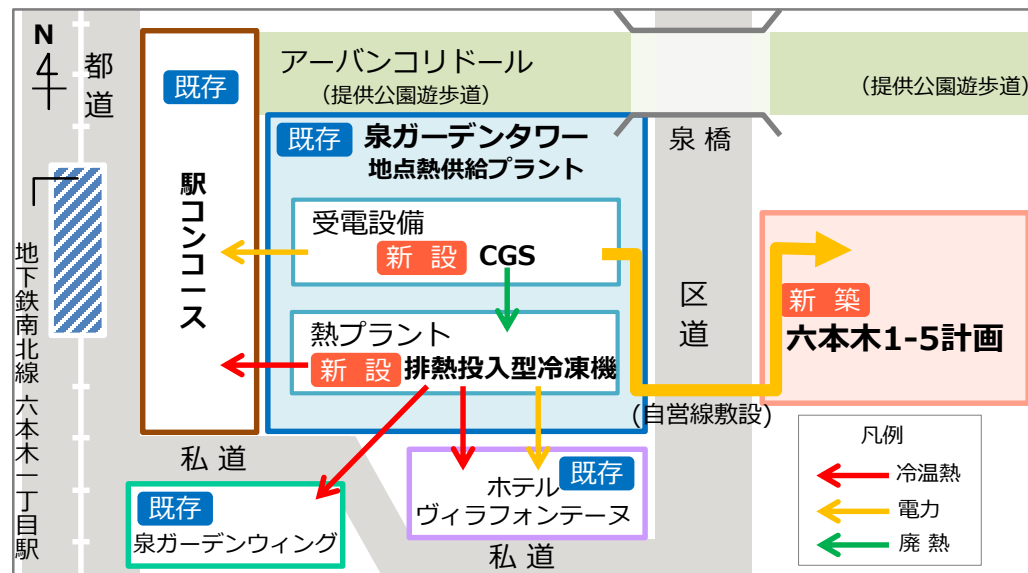 N
都道
既存
駅コンコース
アーバンコリドール
(提供公園遊歩道)
(提供公園遊歩道)
既存 泉ガーデンタワー
地点熱供給プラント
泉橋
受電設備
新設 CGS
熱プラント
新設 排熱投入型冷凍機
区道
新築
六本木1-5計画
(自営線敷設)
地下鉄南北線 六本木一丁目駅
私道
既存
泉ガーデンウィング
ホテル 既存
ヴィラフォンテーヌ
私道
凡例
冷温熱
電力
廃熱